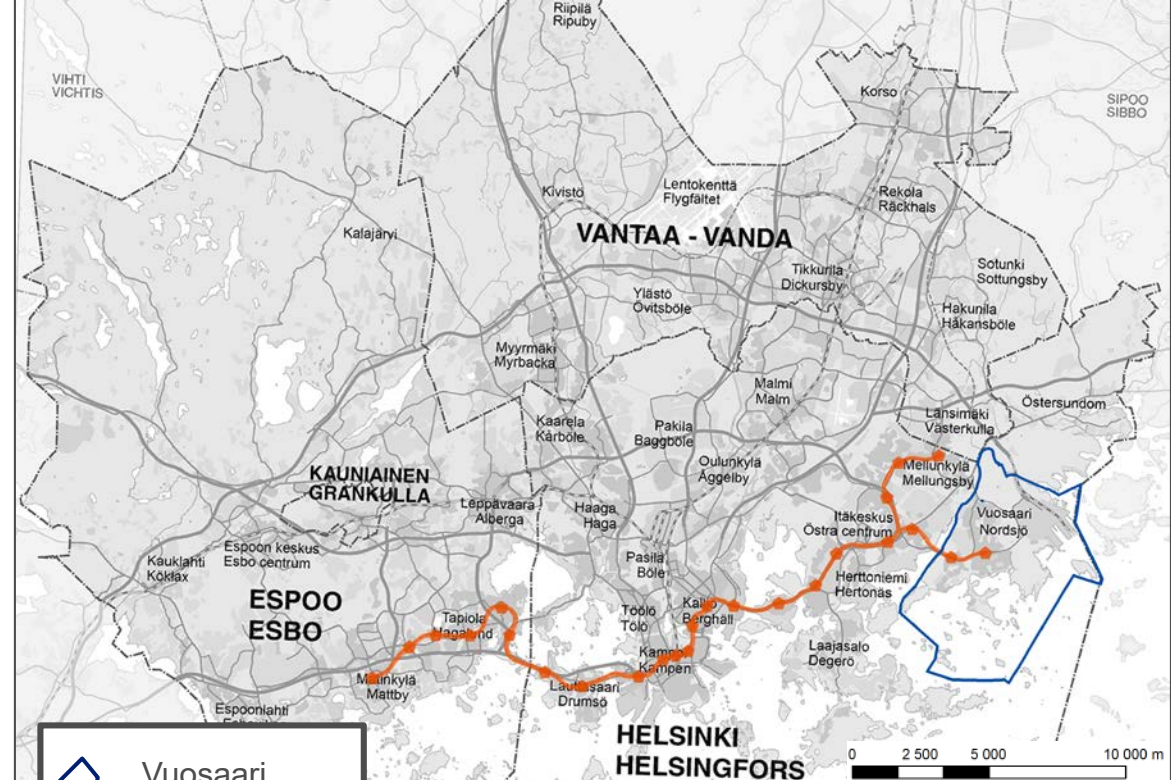 Riipilä
Ripuby
VIHTI
VICHTIS
Korso
SIPOO
SIBBO
Kivistö
Lentokenttä
Flygfältet
Rekola
Räckhals
Kalajärvi
VANTAA - VANDA
Tikkurila
Dickursby
Sotunki
Sottungsby
Ylästö
Övitsböle
Hakunila
Håkansböle
Myyrmäki
Myrbacka
Malmi
Malm
Östersundom
Länsimäki
Västerkulla
Kaarela
Kårböle
Pakila
Baggböle
Oulunkylä
Åggelby
Mellunkylä
Mellungsby
KAUNIAINEN
GRANKULLA
Leppävaara
Alberga
Haaga
Haga
Itäkeskus
Östra centrum
Vuosaari
Nordsjö
Kauklahti
Köklax
Espoon keskus
Esbo centrum
Pasila
Böle
Herttoniemi
Hertonäs
ESPOO
ESBO
Tapiola
Hagalund
Töölö
Tölö
Kallio
Berghäll
Kamppi
Kampen
Laajasalo
Degerö
Matinkylä
Mattby
Lauttasaari
Drumsö
Espoonlahti
HELSINKI
HELSINGFORS
0 2 500 5 000 10 000 m
Vuosaari